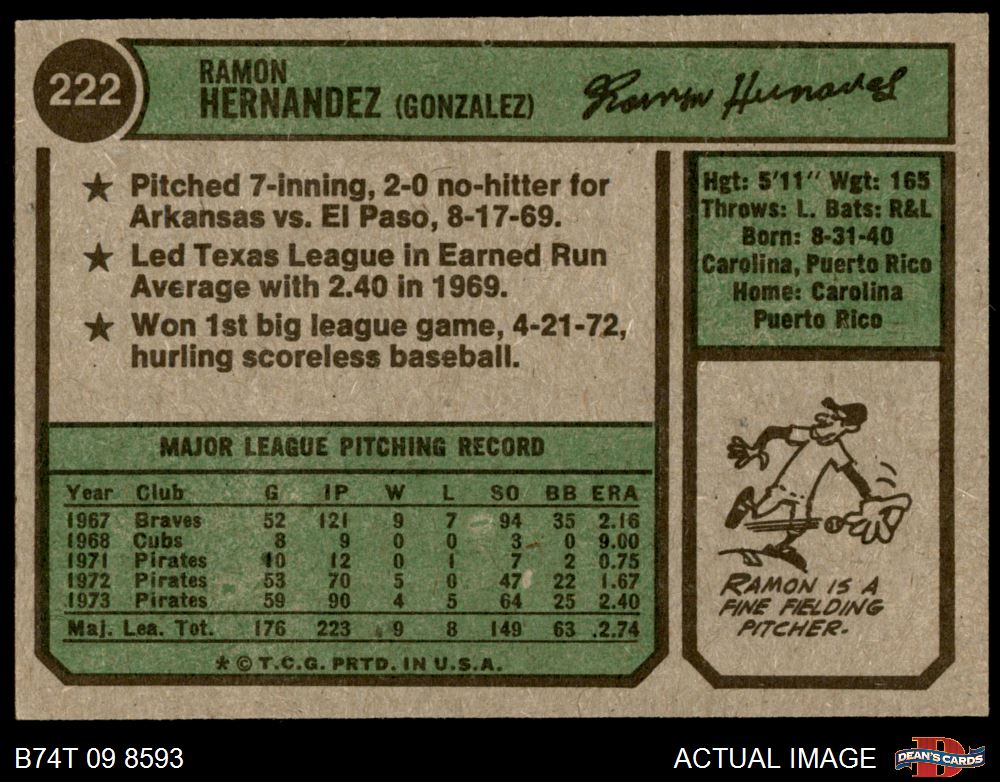 222
RAMON
HERNANDEZ (GONZALEZ)
Ramon Hernandez
★ Pitched 7-inning, 2-0 no-hitter for
Arkansas vs. El Paso, 8-17-69.
★ Led Texas League in Earned Run
Average with 2.40 in 1969.
★ Won 1st big league game, 4-21-72,
hurling scoreless baseball.
Hgt: 5'11" Wgt: 165
Throws: L. Bats: R&L
Born: 8-31-40
Carolina, Puerto Rico
Home: Carolina
Puerto Rico
MAJOR LEAGUE PITCHING RECORD
Year Club G IP W L SO BB ERA
1967 Braves 52 121 9 7 94 35 2.16
1968 Cubs 8 9 0 0 3 0 9.00
1971 Pirates 10 12 0 1 7 2 0.75
1972 Pirates 53 70 5 0 47 22 1.67
1973 Pirates 59 90 4 5 64 25 2.40
Maj. Lea. Tot. 176 223 9 8 149 63 .2.74
★ © T.C.G. PRTD. IN U.S.A.
RAMON IS A
FINE FIELDING
PITCHER.
B74T 09 8593
ACTUAL IMAGE
D
DEAN'S CARDS